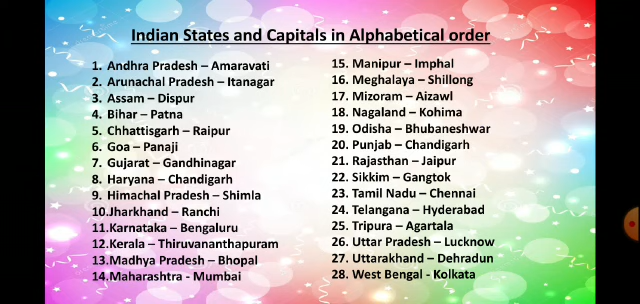 Indian States and Capitals in Alphabetical order
1. Andhra Pradesh – Amaravati
2. Arunachal Pradesh – Itanagar
3. Assam – Dispur
4. Bihar – Patna
5. Chhattisgarh – Raipur
6. Goa – Panaji
7. Gujarat – Gandhinagar
8. Haryana – Chandigarh
9. Himachal Pradesh – Shimla
10.Jharkhand – Ranchi
11.Karnataka – Bengaluru
12.Kerala – Thiruvananthapuram
13.Madhya Pradesh – Bhopal
14.Maharashtra - Mumbai
15. Manipur – Imphal
16. Meghalaya – Shillong
17. Mizoram – Aizawl
18. Nagaland – Kohima
19. Odisha – Bhubaneshwar
20. Punjab – Chandigarh
21. Rajasthan – Jaipur
22. Sikkim – Gangtok
23. Tamil Nadu – Chennai
24. Telangana – Hyderabad
25. Tripura – Agartala
26. Uttar Pradesh – Lucknow
27. Uttarakhand – Dehradun
28. West Bengal - Kolkata